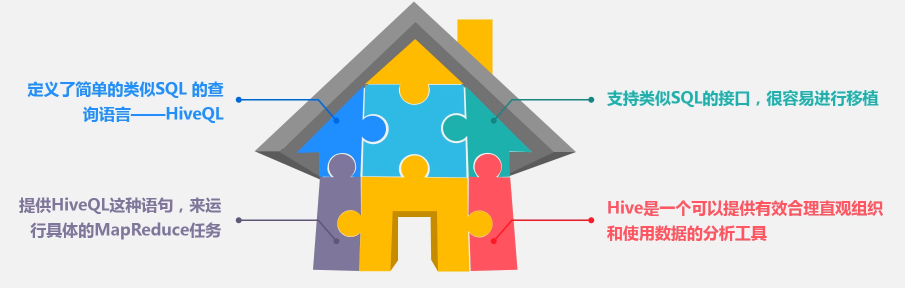 定义了简单的类似SQL 的查
询语言——HiveQL
支持类似SQL的接口，很容易进行移植
提供HiveQL这种语句，来运
行具体的MapReduce任务
Hive是一个可以提供有效合理直观组织
和使用数据的分析工具